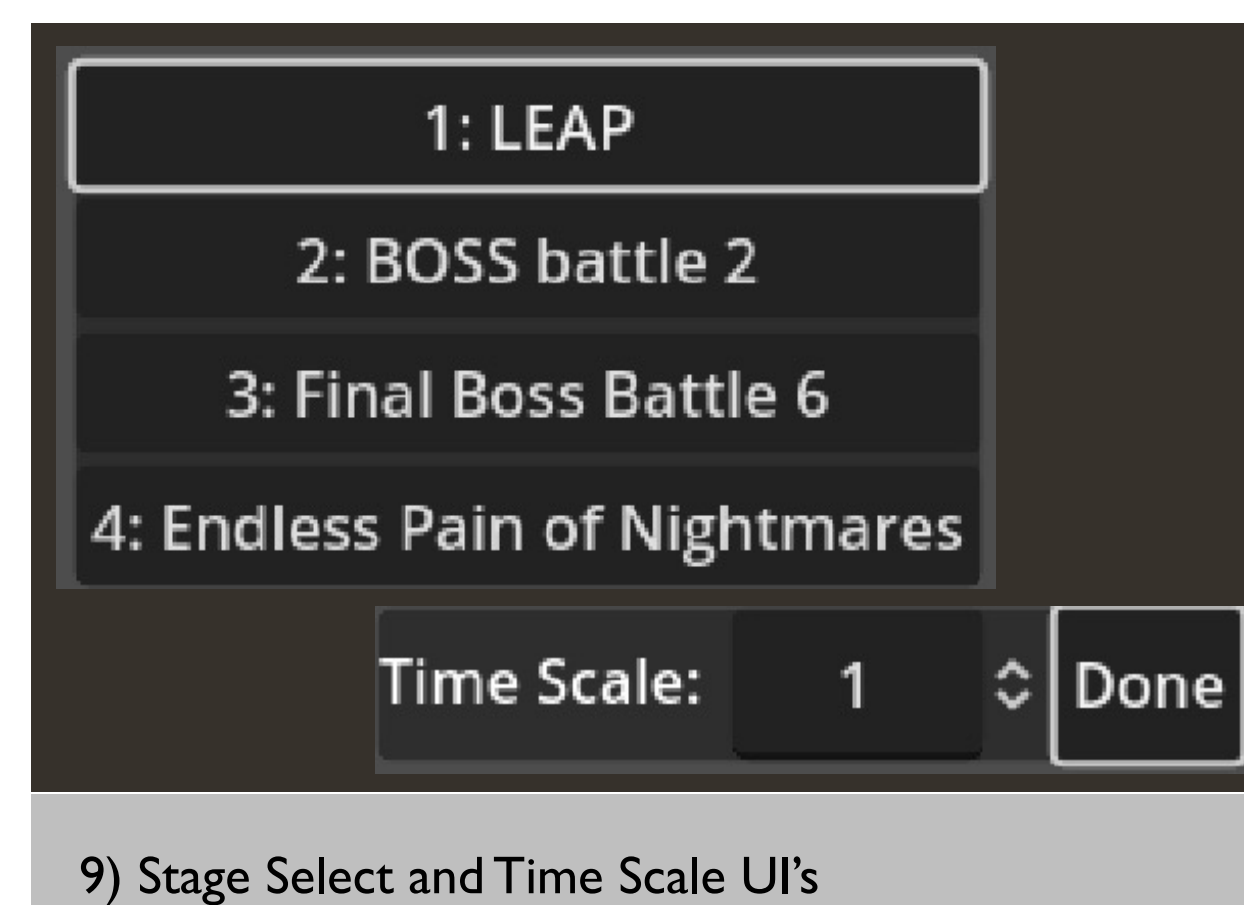 1: LEAP
2: BOSS battle 2
3: Final Boss Battle 6
4: Endless Pain of Nightmares
Time Scale: 1 Done
9) Stage Select and Time Scale UI’s